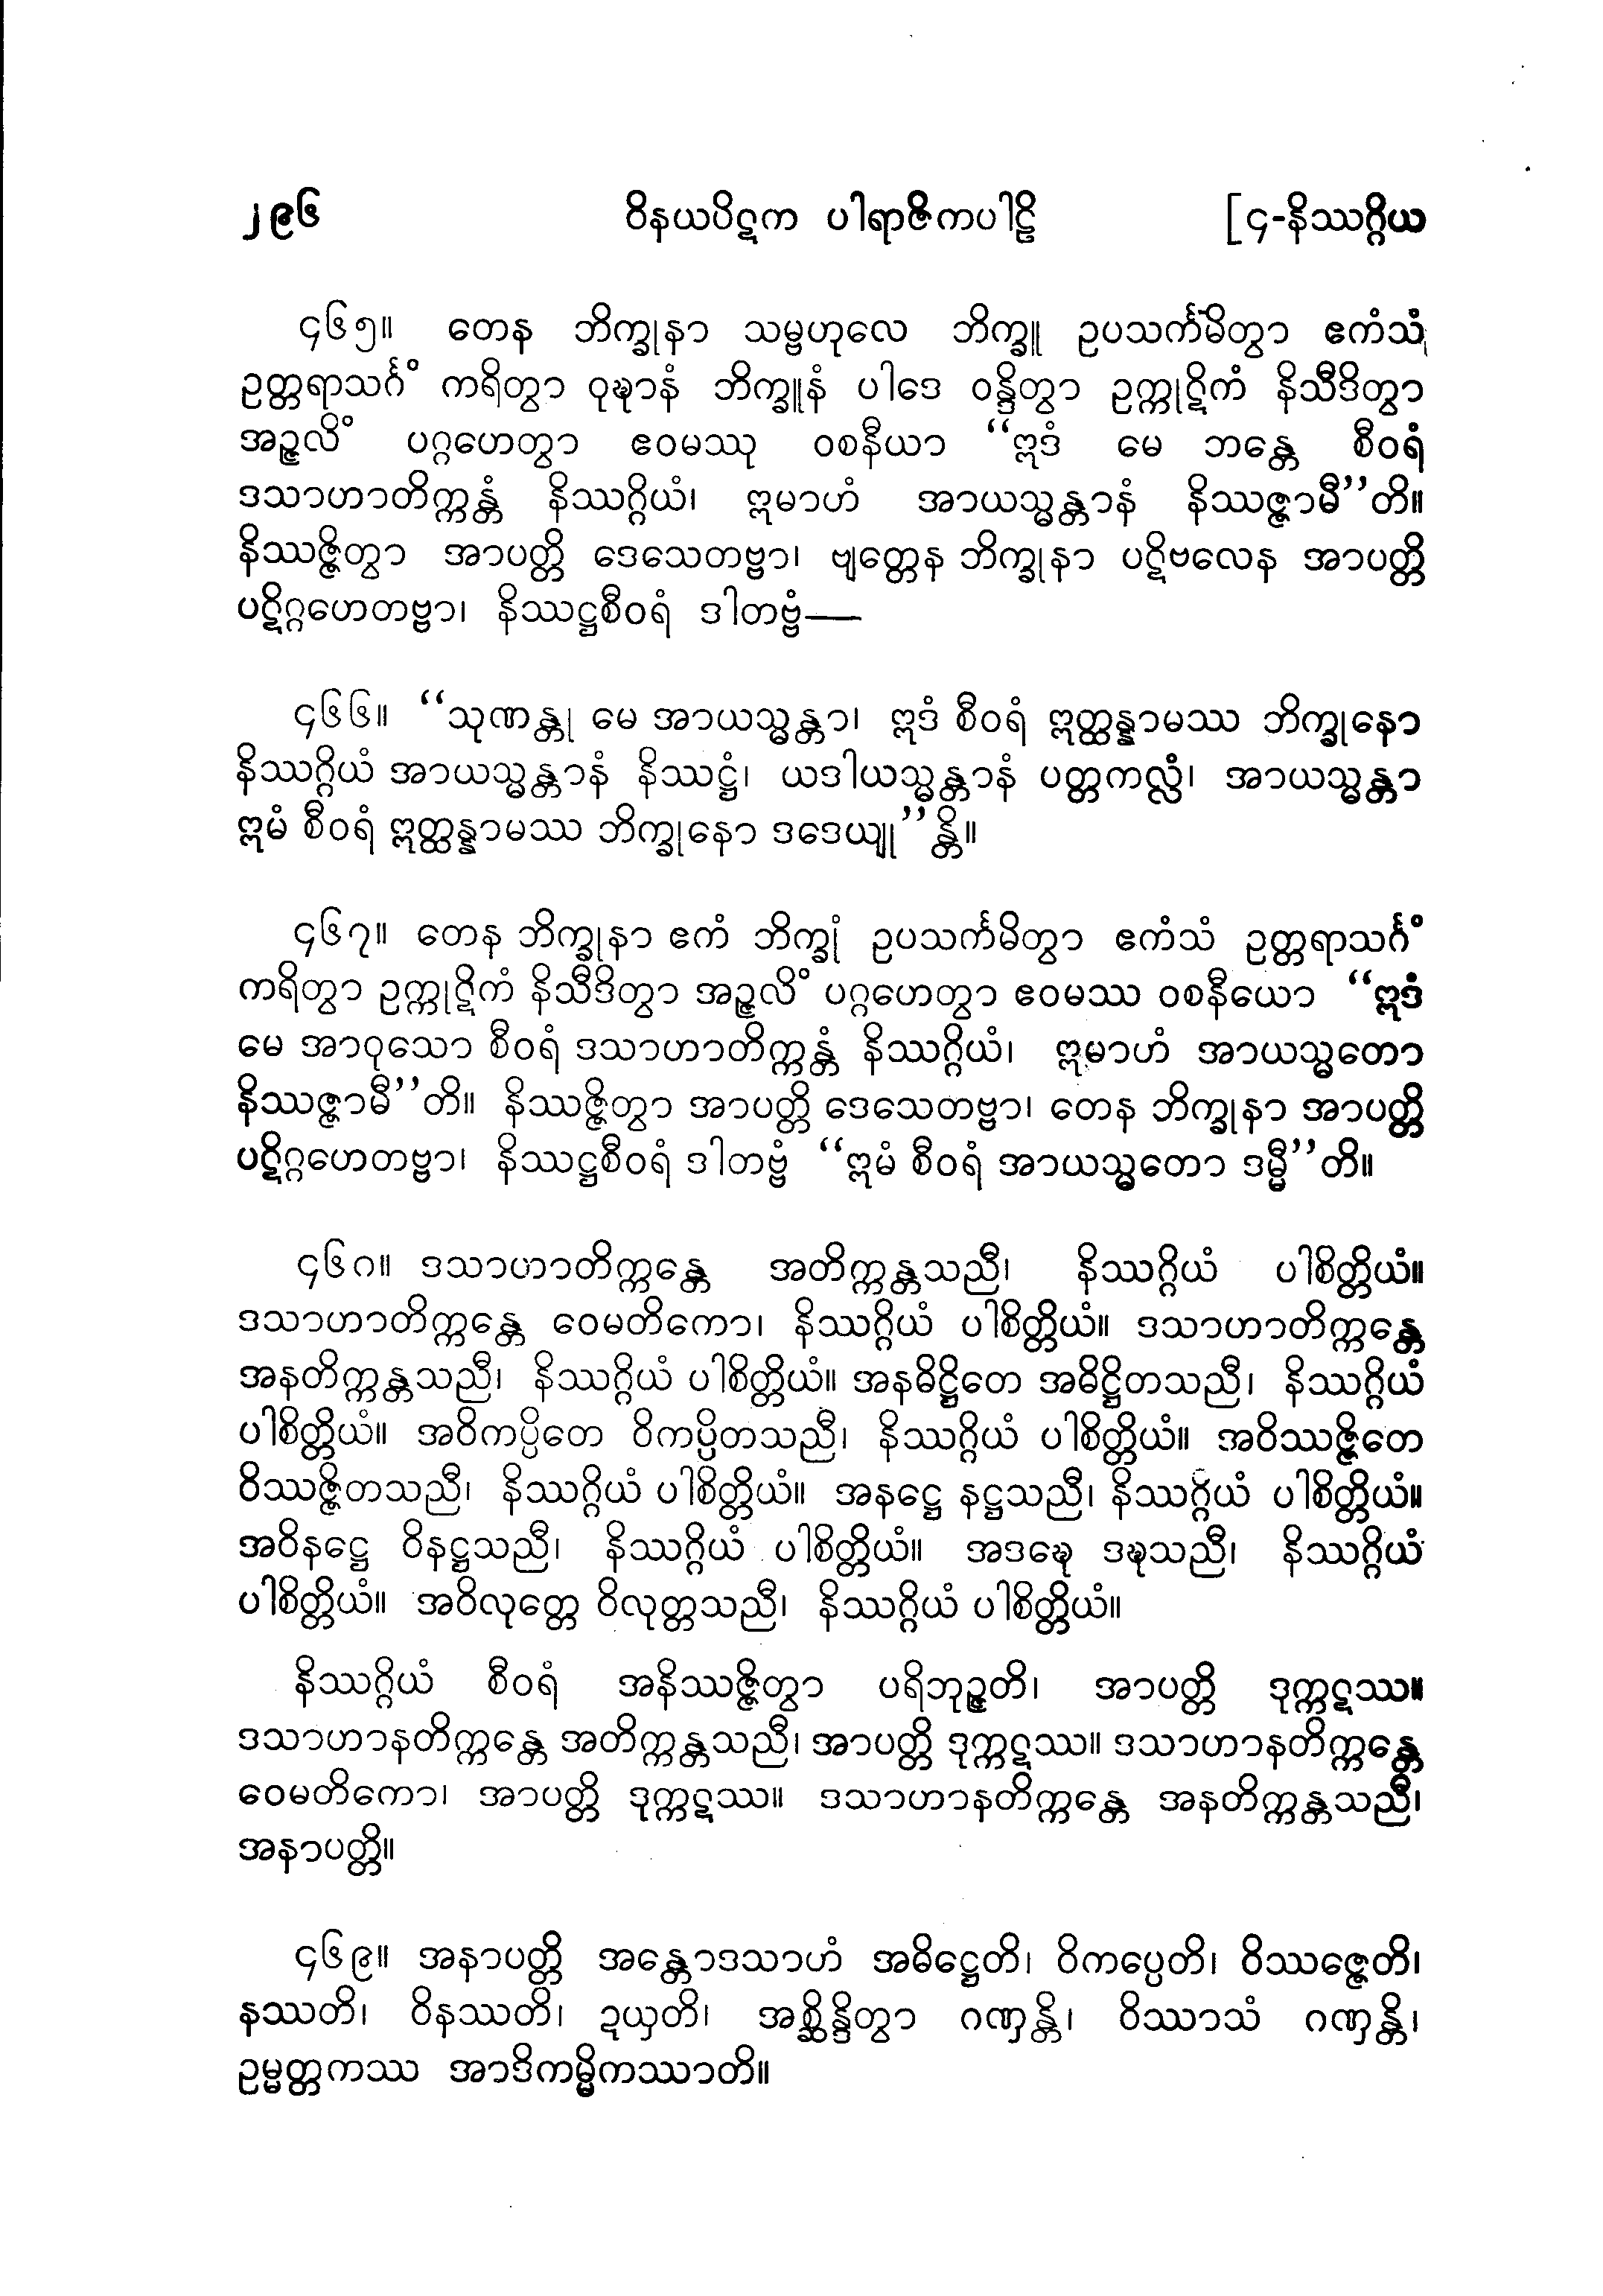 ၂၉၆ ဝိနယပိဋက ပါရာဇိကပါဠိ [၄-နိဿဂ္ဂိယ
၄၆၅။ တေန ဘိက္ခုနာ သမ္ဗဟုလေ ဘိက္ခူ ဥပသင်္ကမိတွာ ဧကံသံ
ဥတ္တရာသင်္ဂံ ကရိတွာ ဝုဍ္ဎာနံ ဘိက္ခူနံ ပါဒေ ဝန္ဒိတွာ ဥက္ကုဋိကံ နိသီဒိတွာ
အဉ္ဇလိံ ပဂ္ဂဟေတွာ ဧဝမဿု ဝစနီယာ “ဣဒံ မေ ဘန္တေ စီဝရံ
ဒသာဟာတိက္ကန္တံ နိဿဂ္ဂိယံ၊ ဣမာဟံ အာယသ္မန္တာနံ နိဿဇ္ဇာမီ”တိ။
နိဿဇ္ဇိတွာ အာပတ္တိ ဒေသေတဗ္ဗာ၊ ဗျတ္တေန ဘိက္ခုနာ ပဋိဗလေန အာပတ္တိ
ပဋိဂ္ဂဟေတဗ္ဗာ၊ နိဿဋ္ဌစီဝရံ ဒါတဗ္ဗံ—
၄၆၆။ “သုဏန္တု မေ အာယသ္မန္တာ၊ ဣဒံ စီဝရံ ဣတ္ထန္နာမဿ ဘိက္ခုနော
နိဿဂ္ဂိယံ အာယသ္မန္တာနံ နိဿဋ္ဌံ၊ ယဒါယသ္မန္တာနံ ပတ္တကလ္လံ၊ အာယသ္မန္တာ
ဣမံ စီဝရံ ဣတ္ထန္နာမဿ ဘိက္ခုနော ဒဒေယျု”န္တိ။
၄၆၇။ တေန ဘိက္ခုနာ ဧကံ ဘိက္ခုံ ဥပသင်္ကမိတွာ ဧကံသံ ဥတ္တရာသင်္ဂံ
ကရိတွာ ဥက္ကုဋိကံ နိသီဒိတွာ အဉ္ဇလိံ ပဂ္ဂဟေတွာ ဧဝမဿ ဝစနီယော “ဣဒံ
မေ အာဝုသော စီဝရံ ဒသာဟာတိက္ကန္တံ နိဿဂ္ဂိယံ၊ ဣမာဟံ အာယသ္မတော
နိဿဇ္ဇာမီ”တိ။ နိဿဇ္ဇိတွာ အာပတ္တိ ဒေသေတဗ္ဗာ၊ တေန ဘိက္ခုနာ အာပတ္တိ
ပဋိဂ္ဂဟေတဗ္ဗာ၊ နိဿဋ္ဌစီဝရံ ဒါတဗ္ဗံ “ဣမံ စီဝရံ အာယသ္မတော ဒမ္မီ”တိ။
၄၆၈။ ဒသာဟာတိက္ကန္တေ အတိက္ကန္တသညီ၊ နိဿဂ္ဂိယံ ပါစိတ္တိယံ။
ဒသာဟာတိက္ကန္တေ ဝေမတိကော၊ နိဿဂ္ဂိယံ ပါစိတ္တိယံ။ ဒသာဟာတိက္ကန္တေ
အနတိက္ကန္တသညီ၊ နိဿဂ္ဂိယံ ပါစိတ္တိယံ။ အနဓိဋ္ဌိတေ အဓိဋ္ဌိတသညီ၊ နိဿဂ္ဂိယံ
ပါစိတ္တိယံ။ အဝိကပ္ပိတေ ဝိကပ္ပိတသညီ၊ နိဿဂ္ဂိယံ ပါစိတ္တိယံ။ အဝိဿဇ္ဇိတေ
ဝိဿဇ္ဇိတသညီ၊ နိဿဂ္ဂိယံ ပါစိတ္တိယံ။ အနဋ္ဌေ နဋ္ဌသညီ၊ နိဿဂ္ဂိယံ ပါစိတ္တိယံ။
အဝိနဋ္ဌေ ဝိနဋ္ဌသညီ၊ နိဿဂ္ဂိယံ ပါစိတ္တိယံ။ အဒဍ္ဎေ ဒဍ္ဎသညီ၊ နိဿဂ္ဂိယံ
ပါစိတ္တိယံ။ အဝိလုတ္တေ ဝိလုတ္တသညီ၊ နိဿဂ္ဂိယံ ပါစိတ္တိယံ။
နိဿဂ္ဂိယံ စီဝရံ အနိဿဇ္ဇိတွာ ပရိဘုဉ္ဇတိ၊ အာပတ္တိ ဒုက္ကဋဿ။
ဒသာဟာနတိက္ကန္တေ အတိက္ကန္တသညီ၊ အာပတ္တိ ဒုက္ကဋဿ။ ဒသာဟာနတိက္ကန္တေ
ဝေမတိကော၊ အာပတ္တိ ဒုက္ကဋဿ။ ဒသာဟာနတိက္ကန္တေ အနတိက္ကန္တသညီ၊
အနာပတ္တိ။
၄၆၉။ အနာပတ္တိ အန္တောဒသာဟံ အဓိဋ္ဌေတိ၊ ဝိကပ္ပေတိ၊ ဝိဿဇ္ဇေတိ၊
နဿတိ၊ ဝိနဿတိ၊ ဍယှတိ၊ အစ္ဆိန္ဒိတွာ ဂဏှန္တိ၊ ဝိဿာသံ ဂဏှန္တိ၊
ဥမ္မတ္တကဿ အာဒိကမ္မိကဿာတိ။